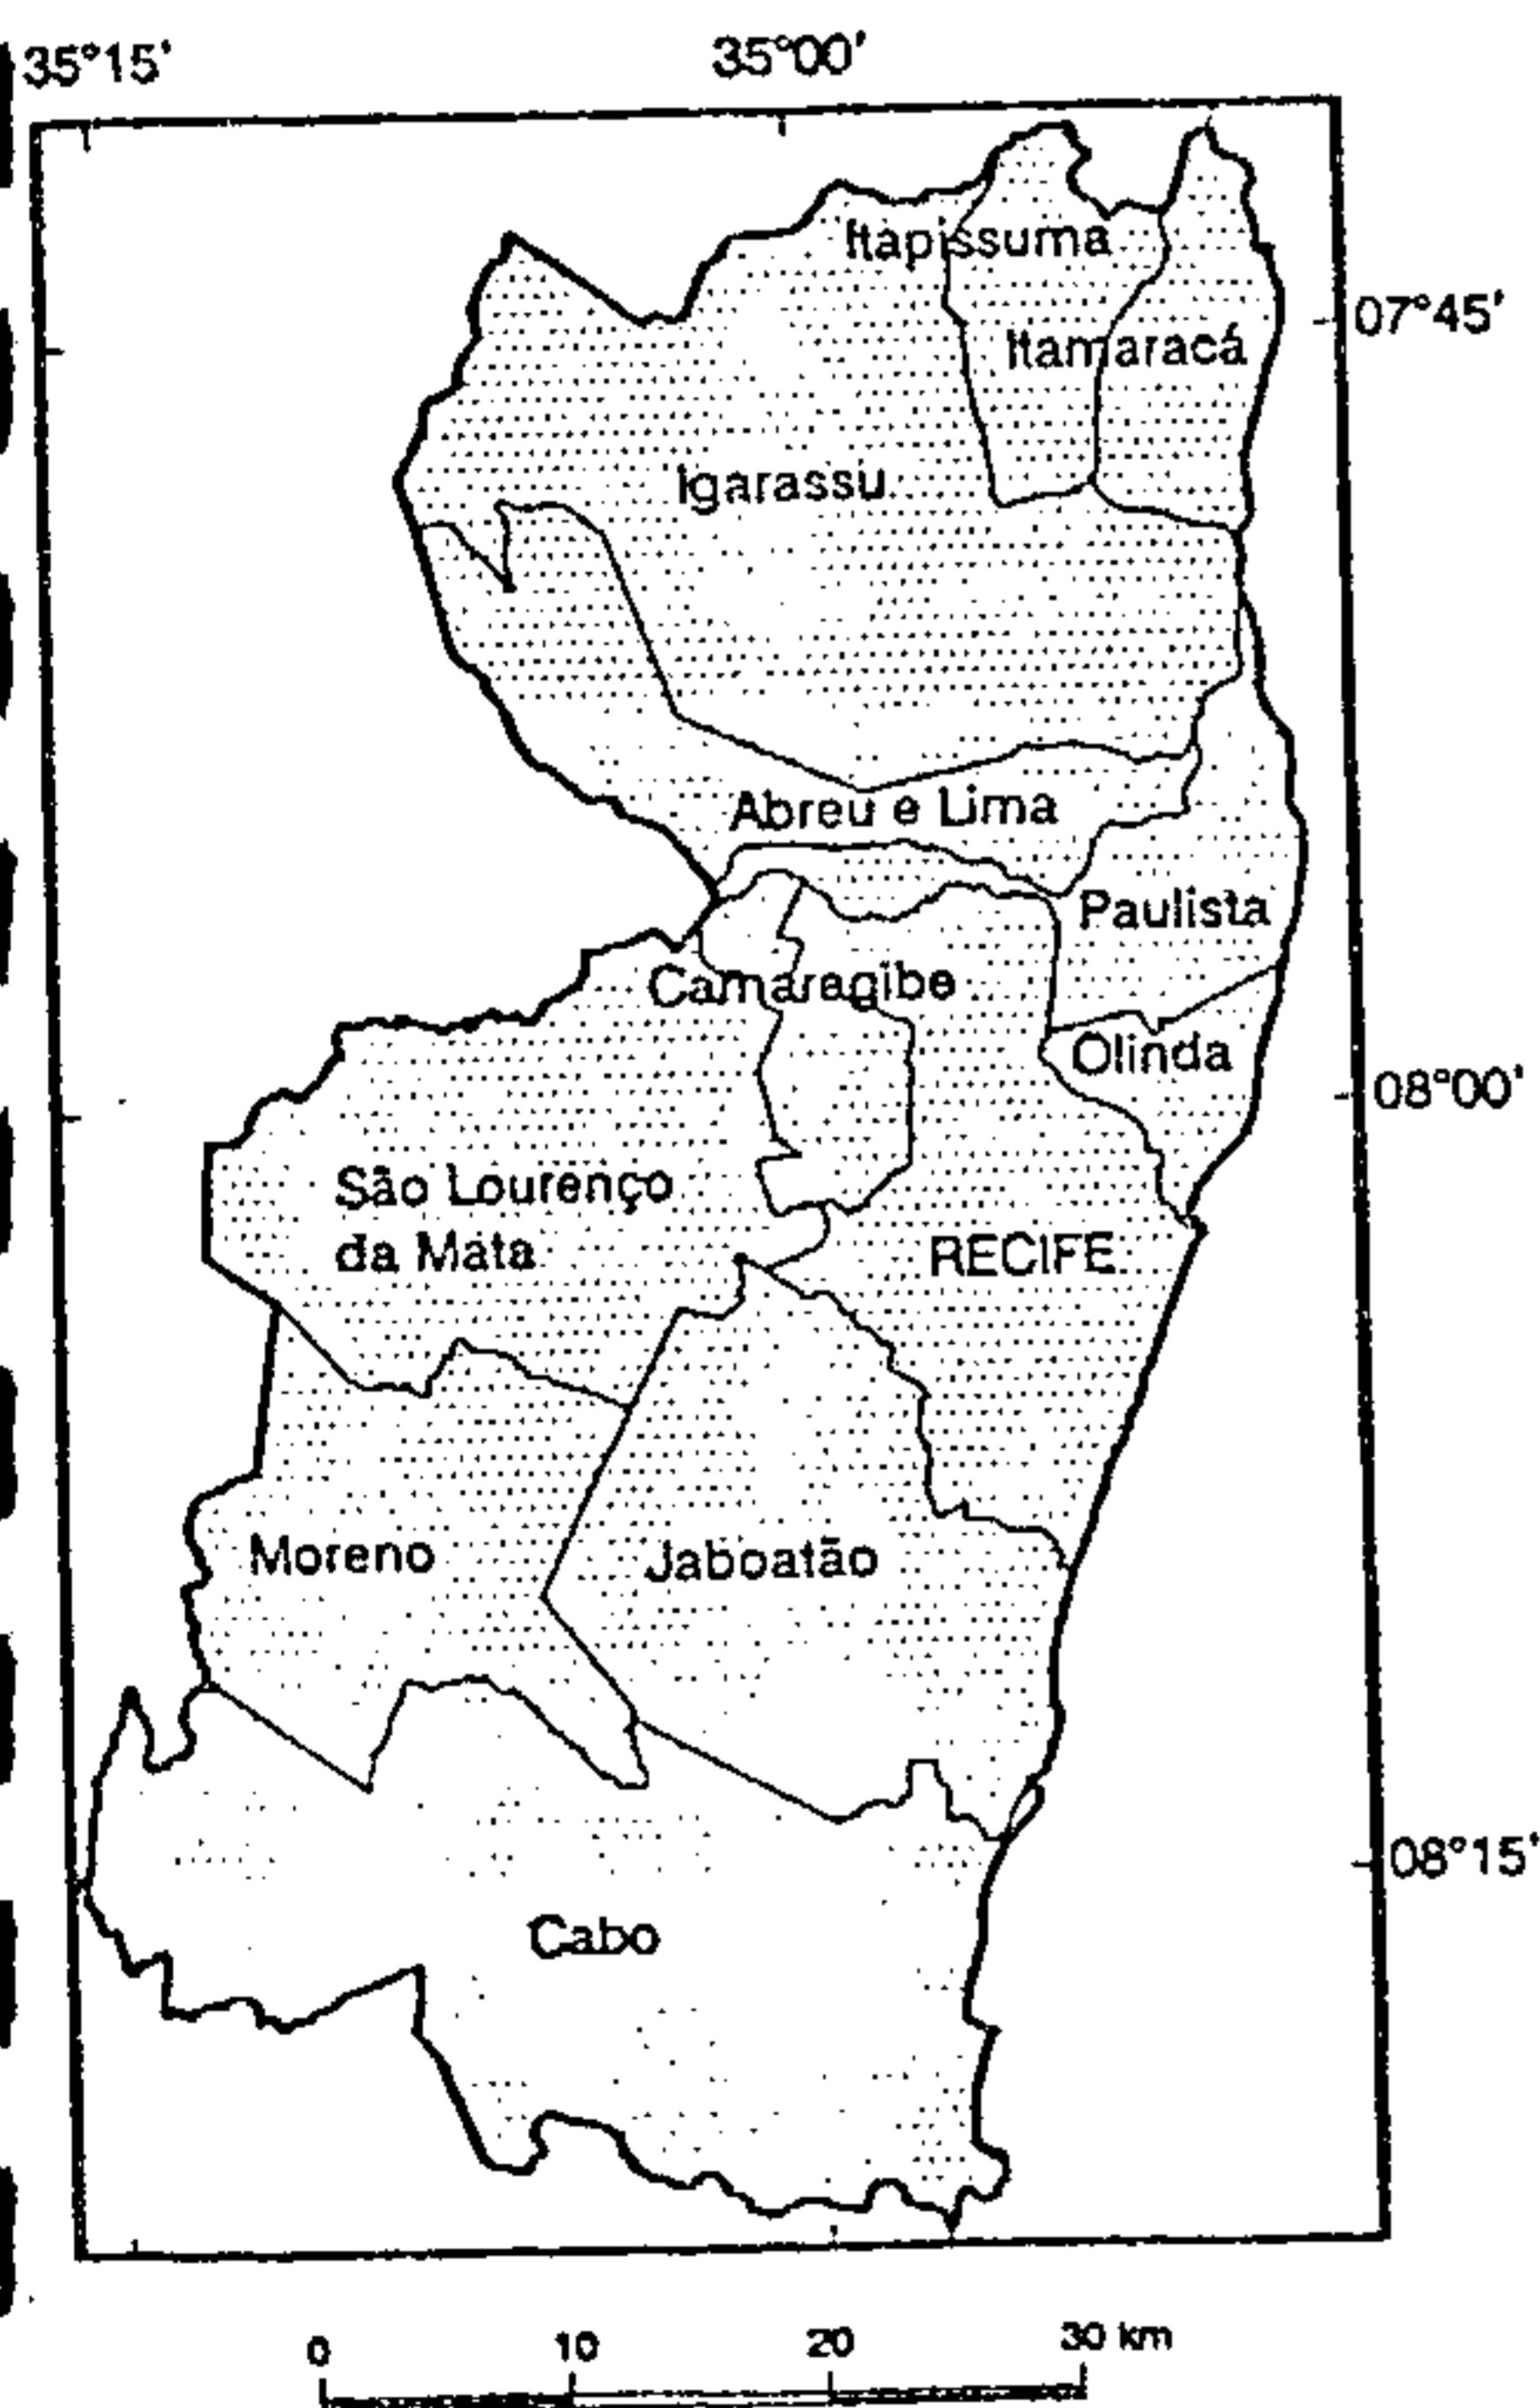 35°15'
35°00'
Itapissuma
07°45'
Itamaracá
Igarassu
Abreu e Lima
Paulista
Camaragibe
Olinda
08°00'
São Lourenço
da Mata
RECIFE
Moreno
Jaboatão
08°15'
Cabo
0 10 20 30 km